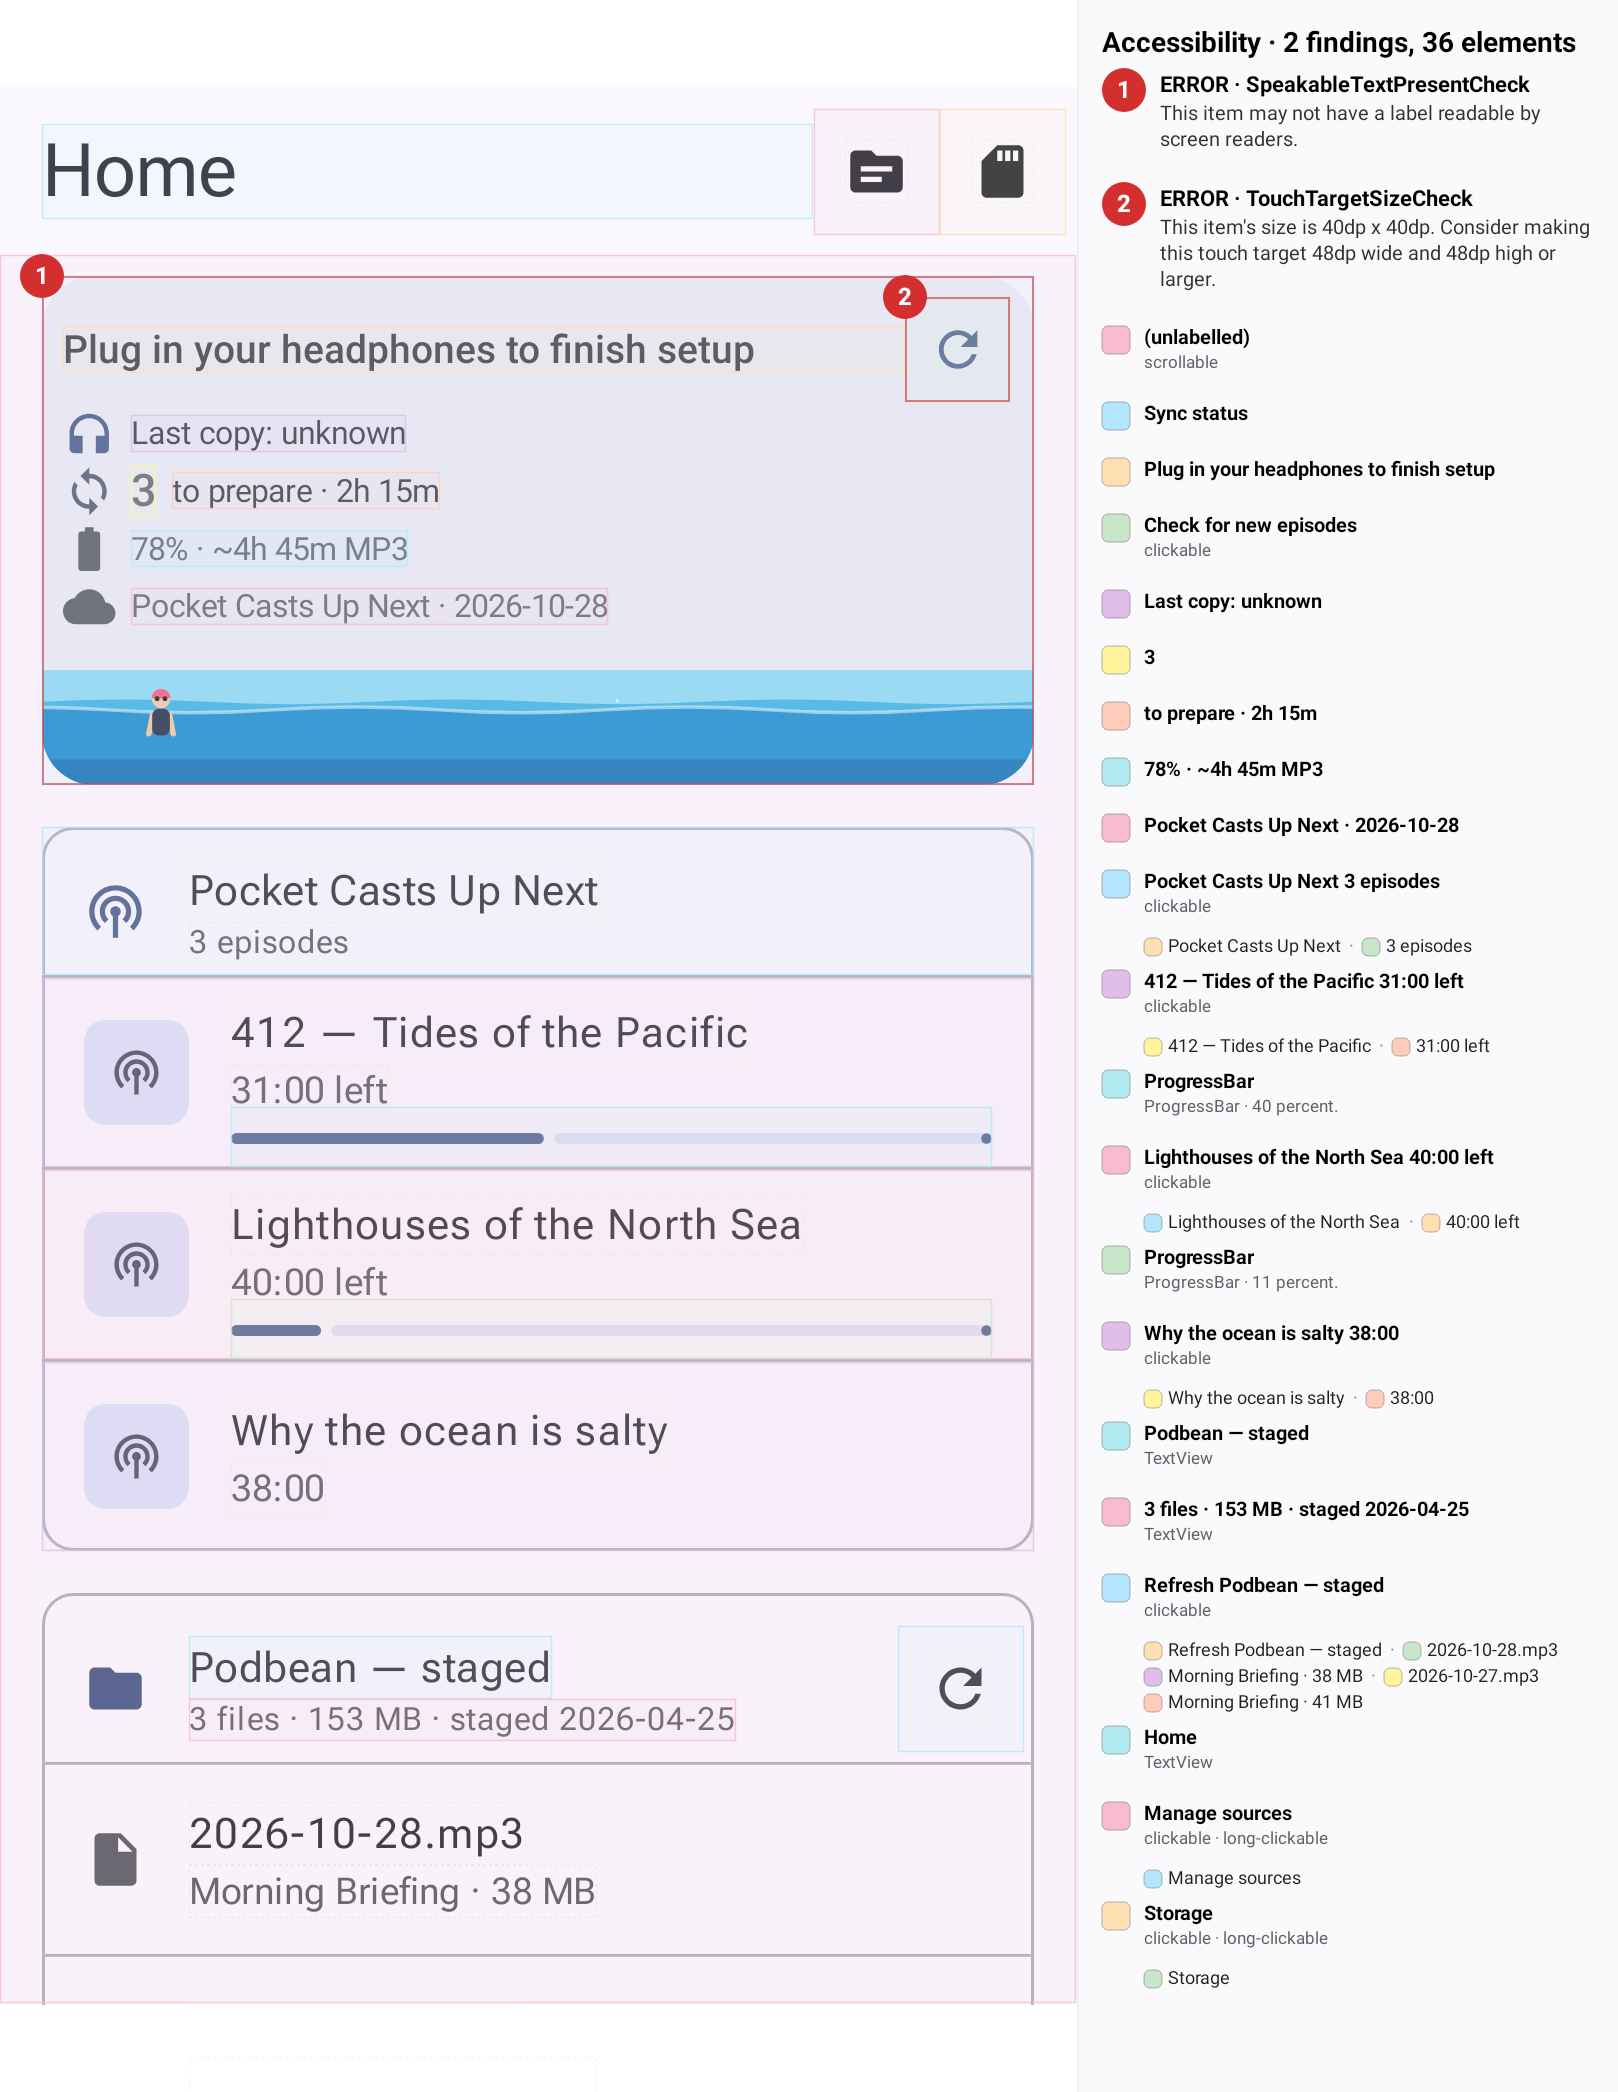 Home
1
2
Plug in your headphones to finish setup
Last copy: unknown
3 to prepare · 2h 15m
78% · ~4h 45m MP3
Pocket Casts Up Next · 2026-10-28
Pocket Casts Up Next
3 episodes
412 — Tides of the Pacific
31:00 left
Lighthouses of the North Sea
40:00 left
Why the ocean is salty
38:00
Podbean — staged
3 files · 153 MB · staged 2026-04-25
2026-10-28.mp3
Morning Briefing · 38 MB
Accessibility · 2 findings, 36 elements
1
ERROR · SpeakableTextPresentCheck
This item may not have a label readable by
screen readers.
2
ERROR · TouchTargetSizeCheck
This item's size is 40dp x 40dp. Consider making
this touch target 48dp wide and 48dp high or
larger.
(unlabelled)
scrollable
Sync status
Plug in your headphones to finish setup
Check for new episodes
clickable
Last copy: unknown
3
to prepare · 2h 15m
78% · ~4h 45m MP3
Pocket Casts Up Next · 2026-10-28
Pocket Casts Up Next 3 episodes
clickable
Pocket Casts Up Next · 3 episodes
412 — Tides of the Pacific 31:00 left
clickable
412 — Tides of the Pacific · 31:00 left
ProgressBar
ProgressBar · 40 percent.
Lighthouses of the North Sea 40:00 left
clickable
Lighthouses of the North Sea · 40:00 left
ProgressBar
ProgressBar · 11 percent.
Why the ocean is salty 38:00
clickable
Why the ocean is salty · 38:00
Podbean — staged
TextView
3 files · 153 MB · staged 2026-04-25
TextView
Refresh Podbean — staged
clickable
Refresh Podbean — staged · 2026-10-28.mp3
Morning Briefing · 38 MB · 2026-10-27.mp3
Morning Briefing · 41 MB
Home
TextView
Manage sources
clickable · long-clickable
Manage sources
Storage
clickable · long-clickable
Storage